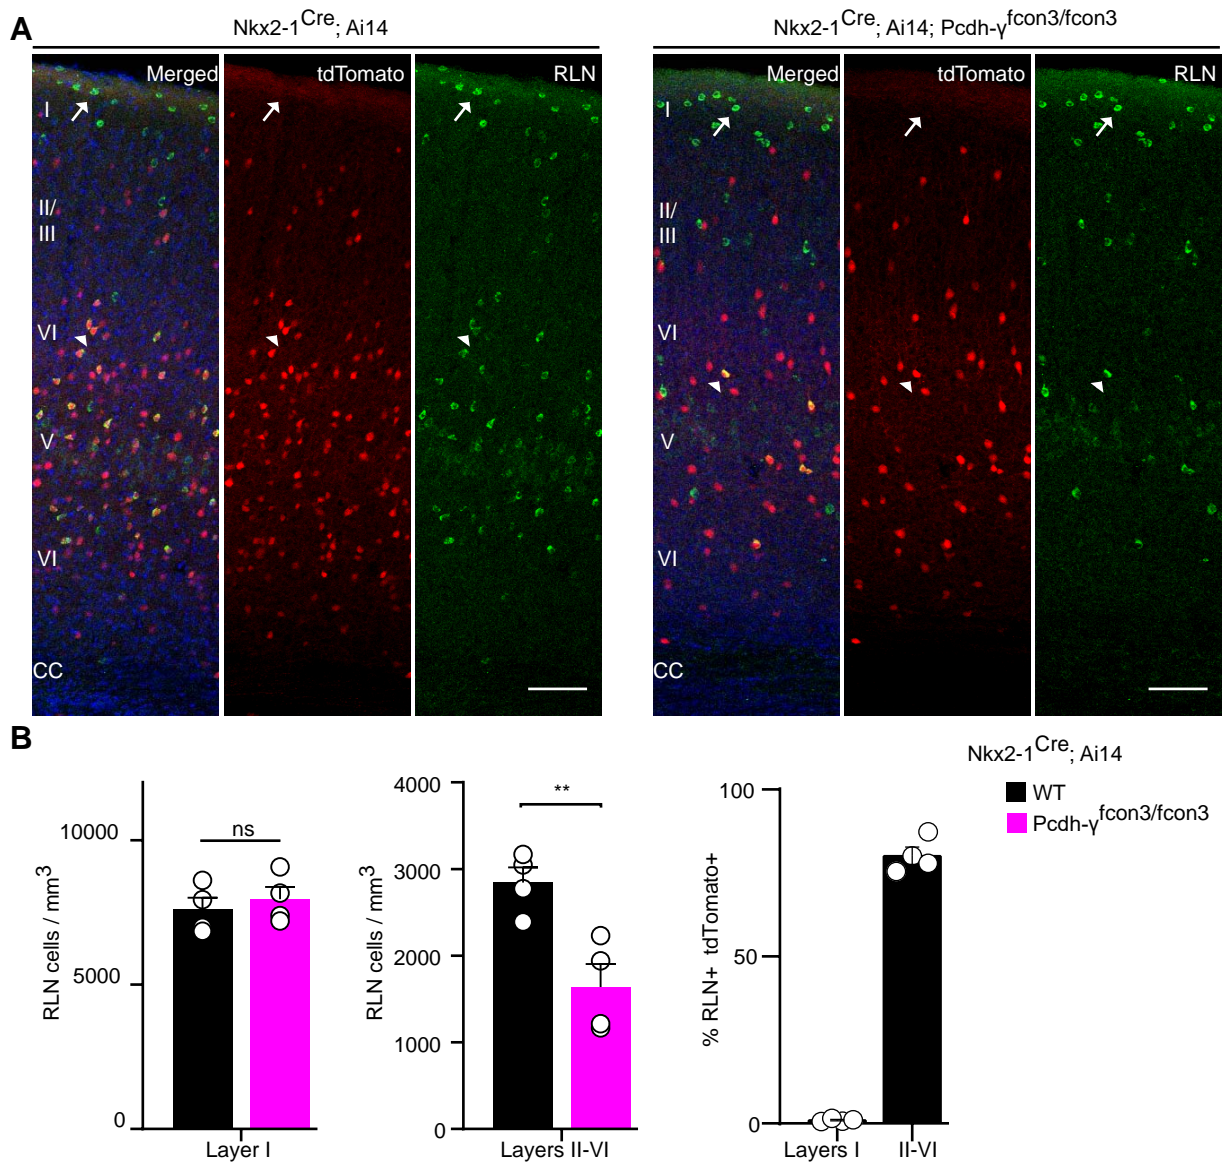 A
Nkx2-1Cre; Ai14
Nkx2-1Cre; Ai14; Pcdh-γfcon3/fcon3
Merged
tdTomato
RLN
Merged
tdTomato
RLN
I
II/
III
VI
V
VI
CC
I
II/
III
VI
V
VI
CC
B
Nkx2-1Cre; Ai14
WT
Pcdh-γfcon3/fcon3
RLN cells / mm3
10000
5000
0
ns
Layer I
RLN cells / mm3
4000
3000
2000
1000
0
**
Layers II-VI
% RLN+ tdTomato+
100
50
0
Layers I
II-VI